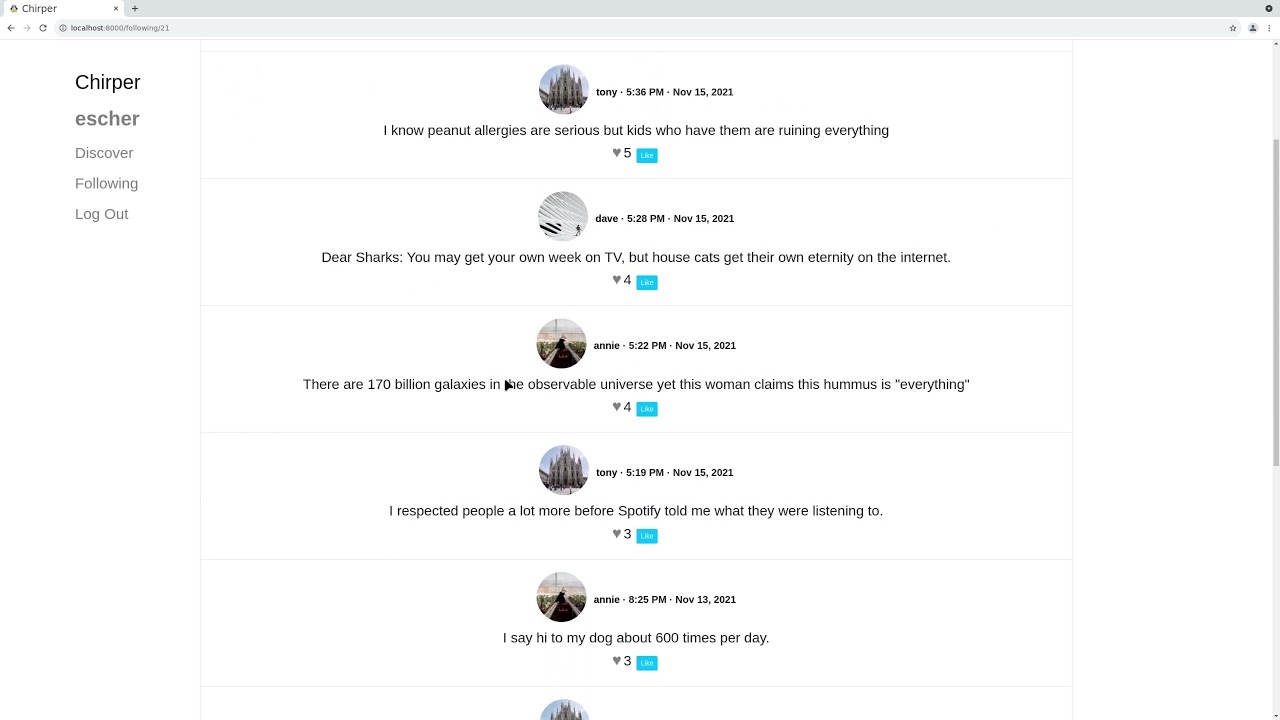 Chirper
localhost:8000/following/21
Chirper
escher
Discover
Following
Log Out
tony · 5:36 PM · Nov 15, 2021
I know peanut allergies are serious but kids who have them are ruining everything
♥ 5 Like
dave · 5:28 PM · Nov 15, 2021
Dear Sharks: You may get your own week on TV, but house cats get their own eternity on the internet.
♥ 4 Like
annie · 5:22 PM · Nov 15, 2021
There are 170 billion galaxies in the observable universe yet this woman claims this hummus is "everything"
♥ 4 Like
tony · 5:19 PM · Nov 15, 2021
I respected people a lot more before Spotify told me what they were listening to.
♥ 3 Like
annie · 8:25 PM · Nov 13, 2021
I say hi to my dog about 600 times per day.
♥ 3 Like